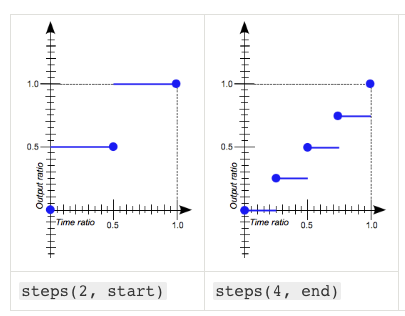 1.0
0.5
Output ratio
Time ratio
0.5
1.0
steps(2, start)
1.0
0.5
Output ratio
Time ratio
0.5
1.0
steps(4, end)